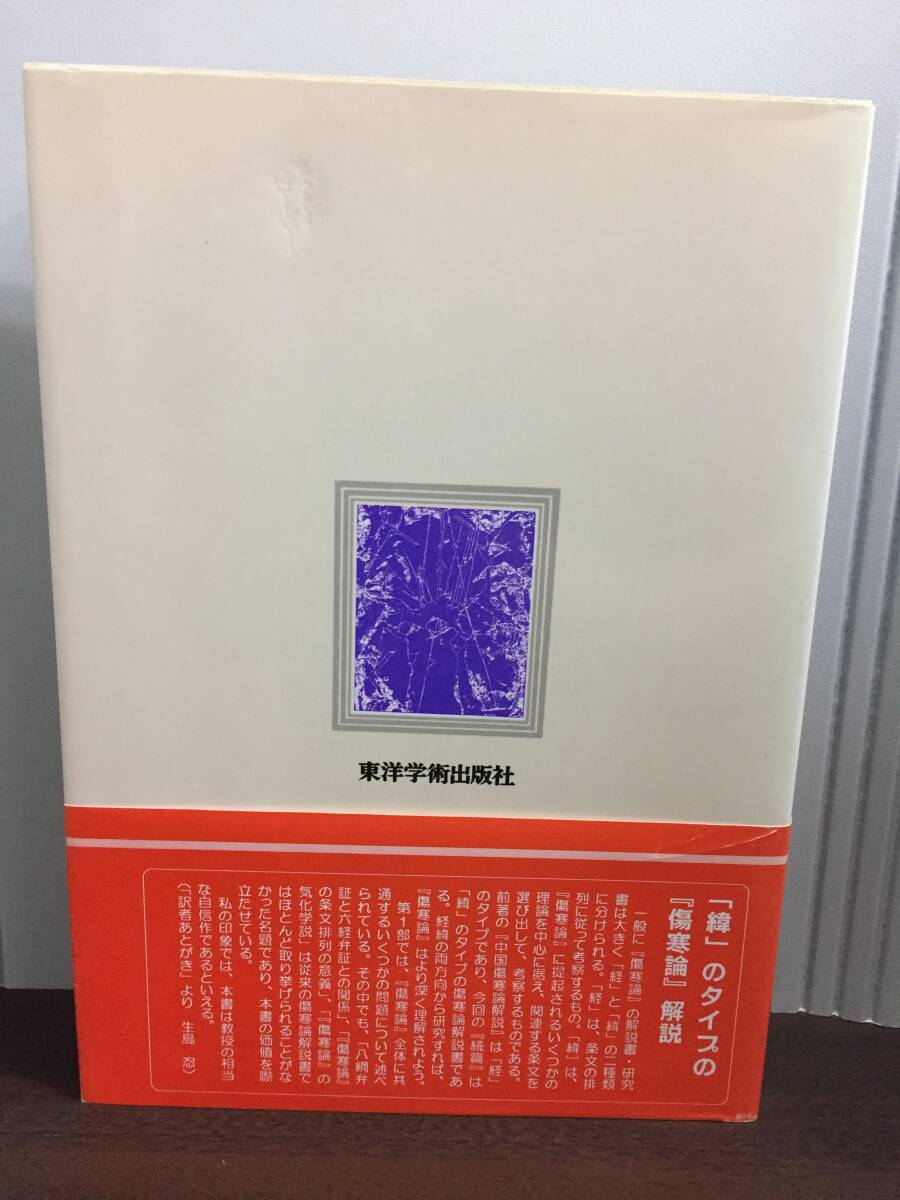 東洋学術出版社
「緯」のタイプの
『傷寒論』解説
一般に『傷寒論』の解説書・研究
書は大きく「経」と「緯」の二種類
に分けられる。「経」は、条文の排
列に従って考察するもの。「緯」は、
『傷寒論』に提起されるいくつかの
理論を中心に据え、関連する条文を
選び出して、考察するものである。
前著の『中国傷寒論解説』は「経」
のタイプであり、今回の『続篇』は
「緯」のタイプの傷寒論解説書であ
る。経緯の両方向から研究すれば、
『傷寒論』はより深く理解されよう。
第1部では、『傷寒論』全体に共
通するいくつかの問題について述べ
られている。その中でも、「八綱弁
証と六経弁証との関係」、「『傷寒論』
の条文排列の意義」、「『傷寒論』の
気化学説」は従来の傷寒論解説書で
はほとんど取り挙げられることがな
かった名題であり、本書の価値を際
立たせている。
私の印象では、本書は教授の相当
な自信作であるといえる。
(「訳者あとがき」より 生島 忍)